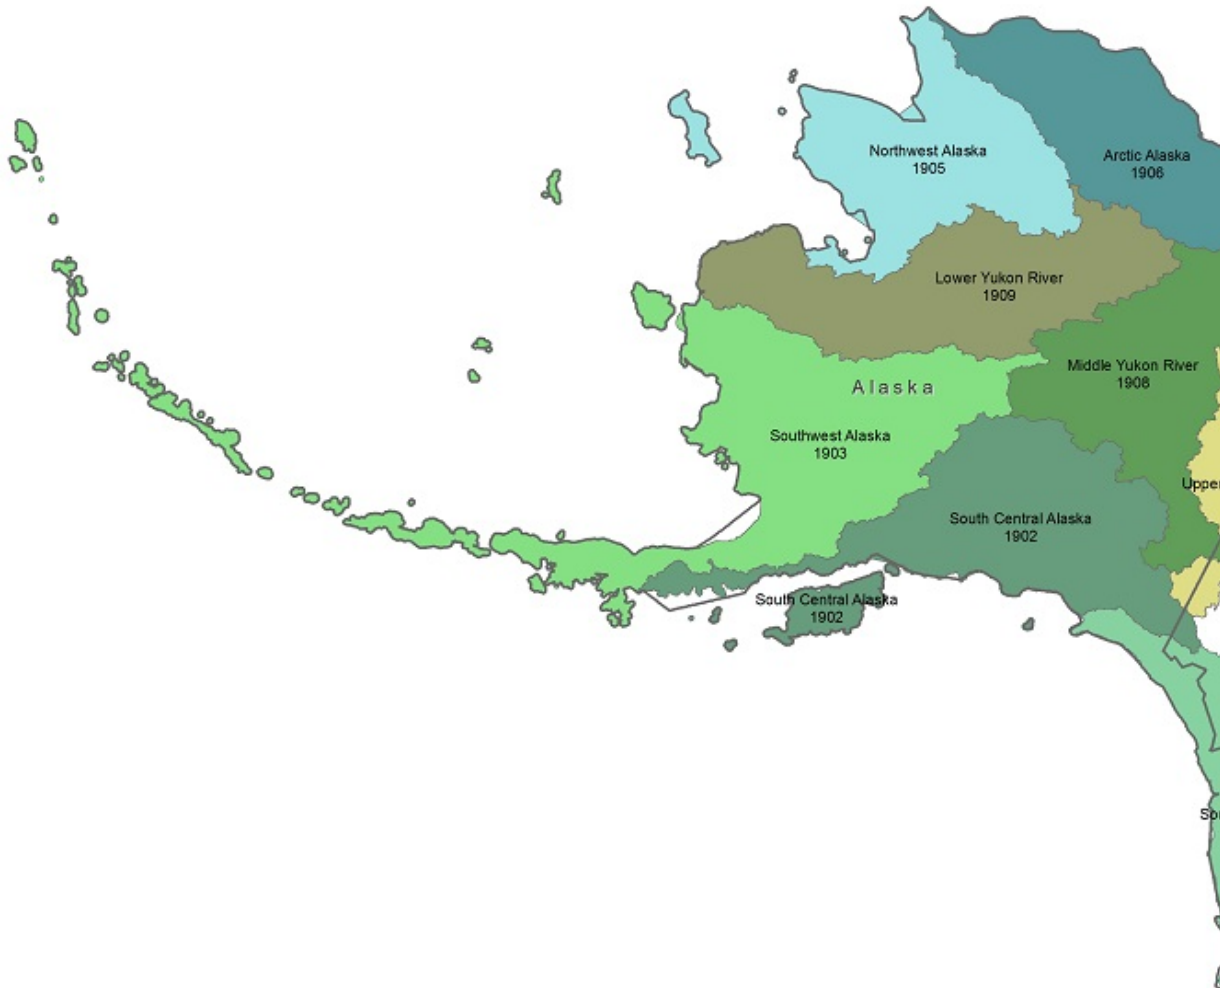 Northwest Alaska
1905
Arctic Alaska
1906
Lower Yukon River
1909
Middle Yukon River
1908
Alaska
Southwest Alaska
1903
Upper
South Central Alaska
1902
South Central Alaska
1902